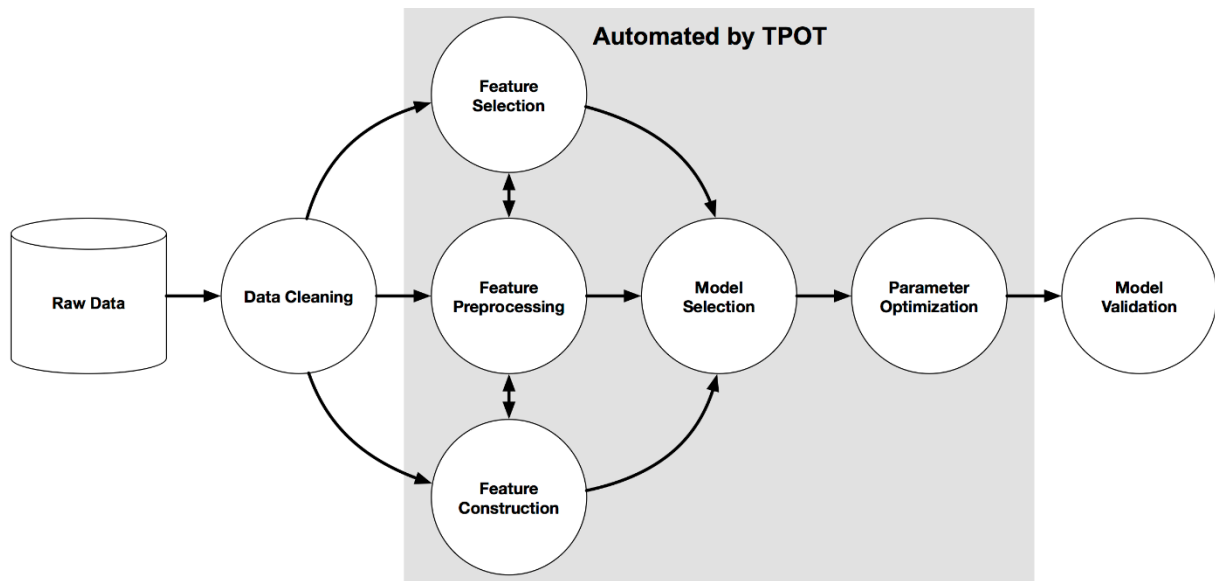 Automated by TPOT
Feature
Selection
Raw Data
Data Cleaning
Feature
Preprocessing
Model
Selection
Parameter
Optimization
Model
Validation
Feature
Construction